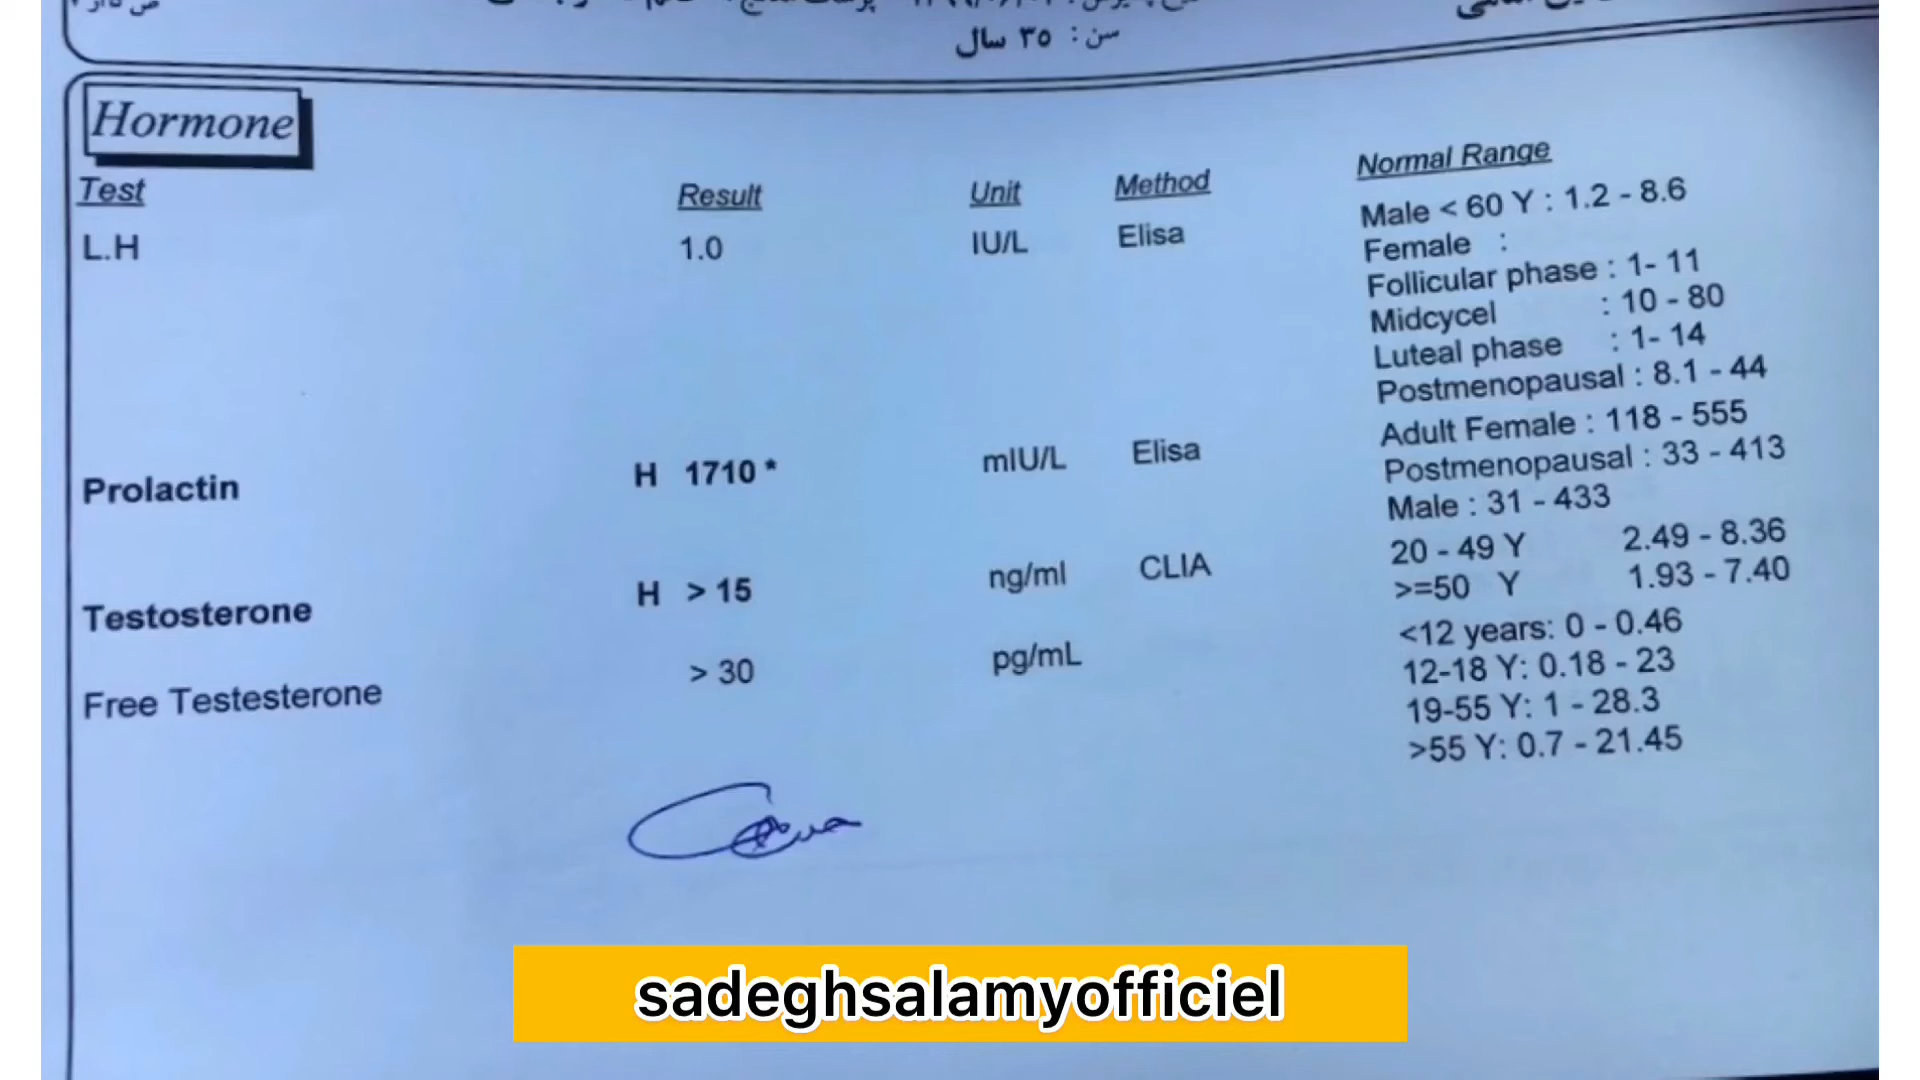 سن : ۳۵ سال
Hormone
Test Result Unit Method Normal Range
L.H 1.0 IU/L Elisa Male < 60 Y : 1.2 - 8.6
Female :
Follicular phase : 1- 11
Midcycel : 10 - 80
Luteal phase : 1- 14
Postmenopausal : 8.1 - 44
Adult Female : 118 - 555
Prolactin H 1710 * mIU/L Elisa Postmenopausal : 33 - 413
Male : 31 - 433
20 - 49 Y 2.49 - 8.36
Testosterone H > 15 ng/ml CLIA >=50 Y 1.93 - 7.40
<12 years: 0 - 0.46
Free Testesterone > 30 pg/mL 12-18 Y: 0.18 - 23
19-55 Y: 1 - 28.3
>55 Y: 0.7 - 21.45
sadeghsalamyofficiel